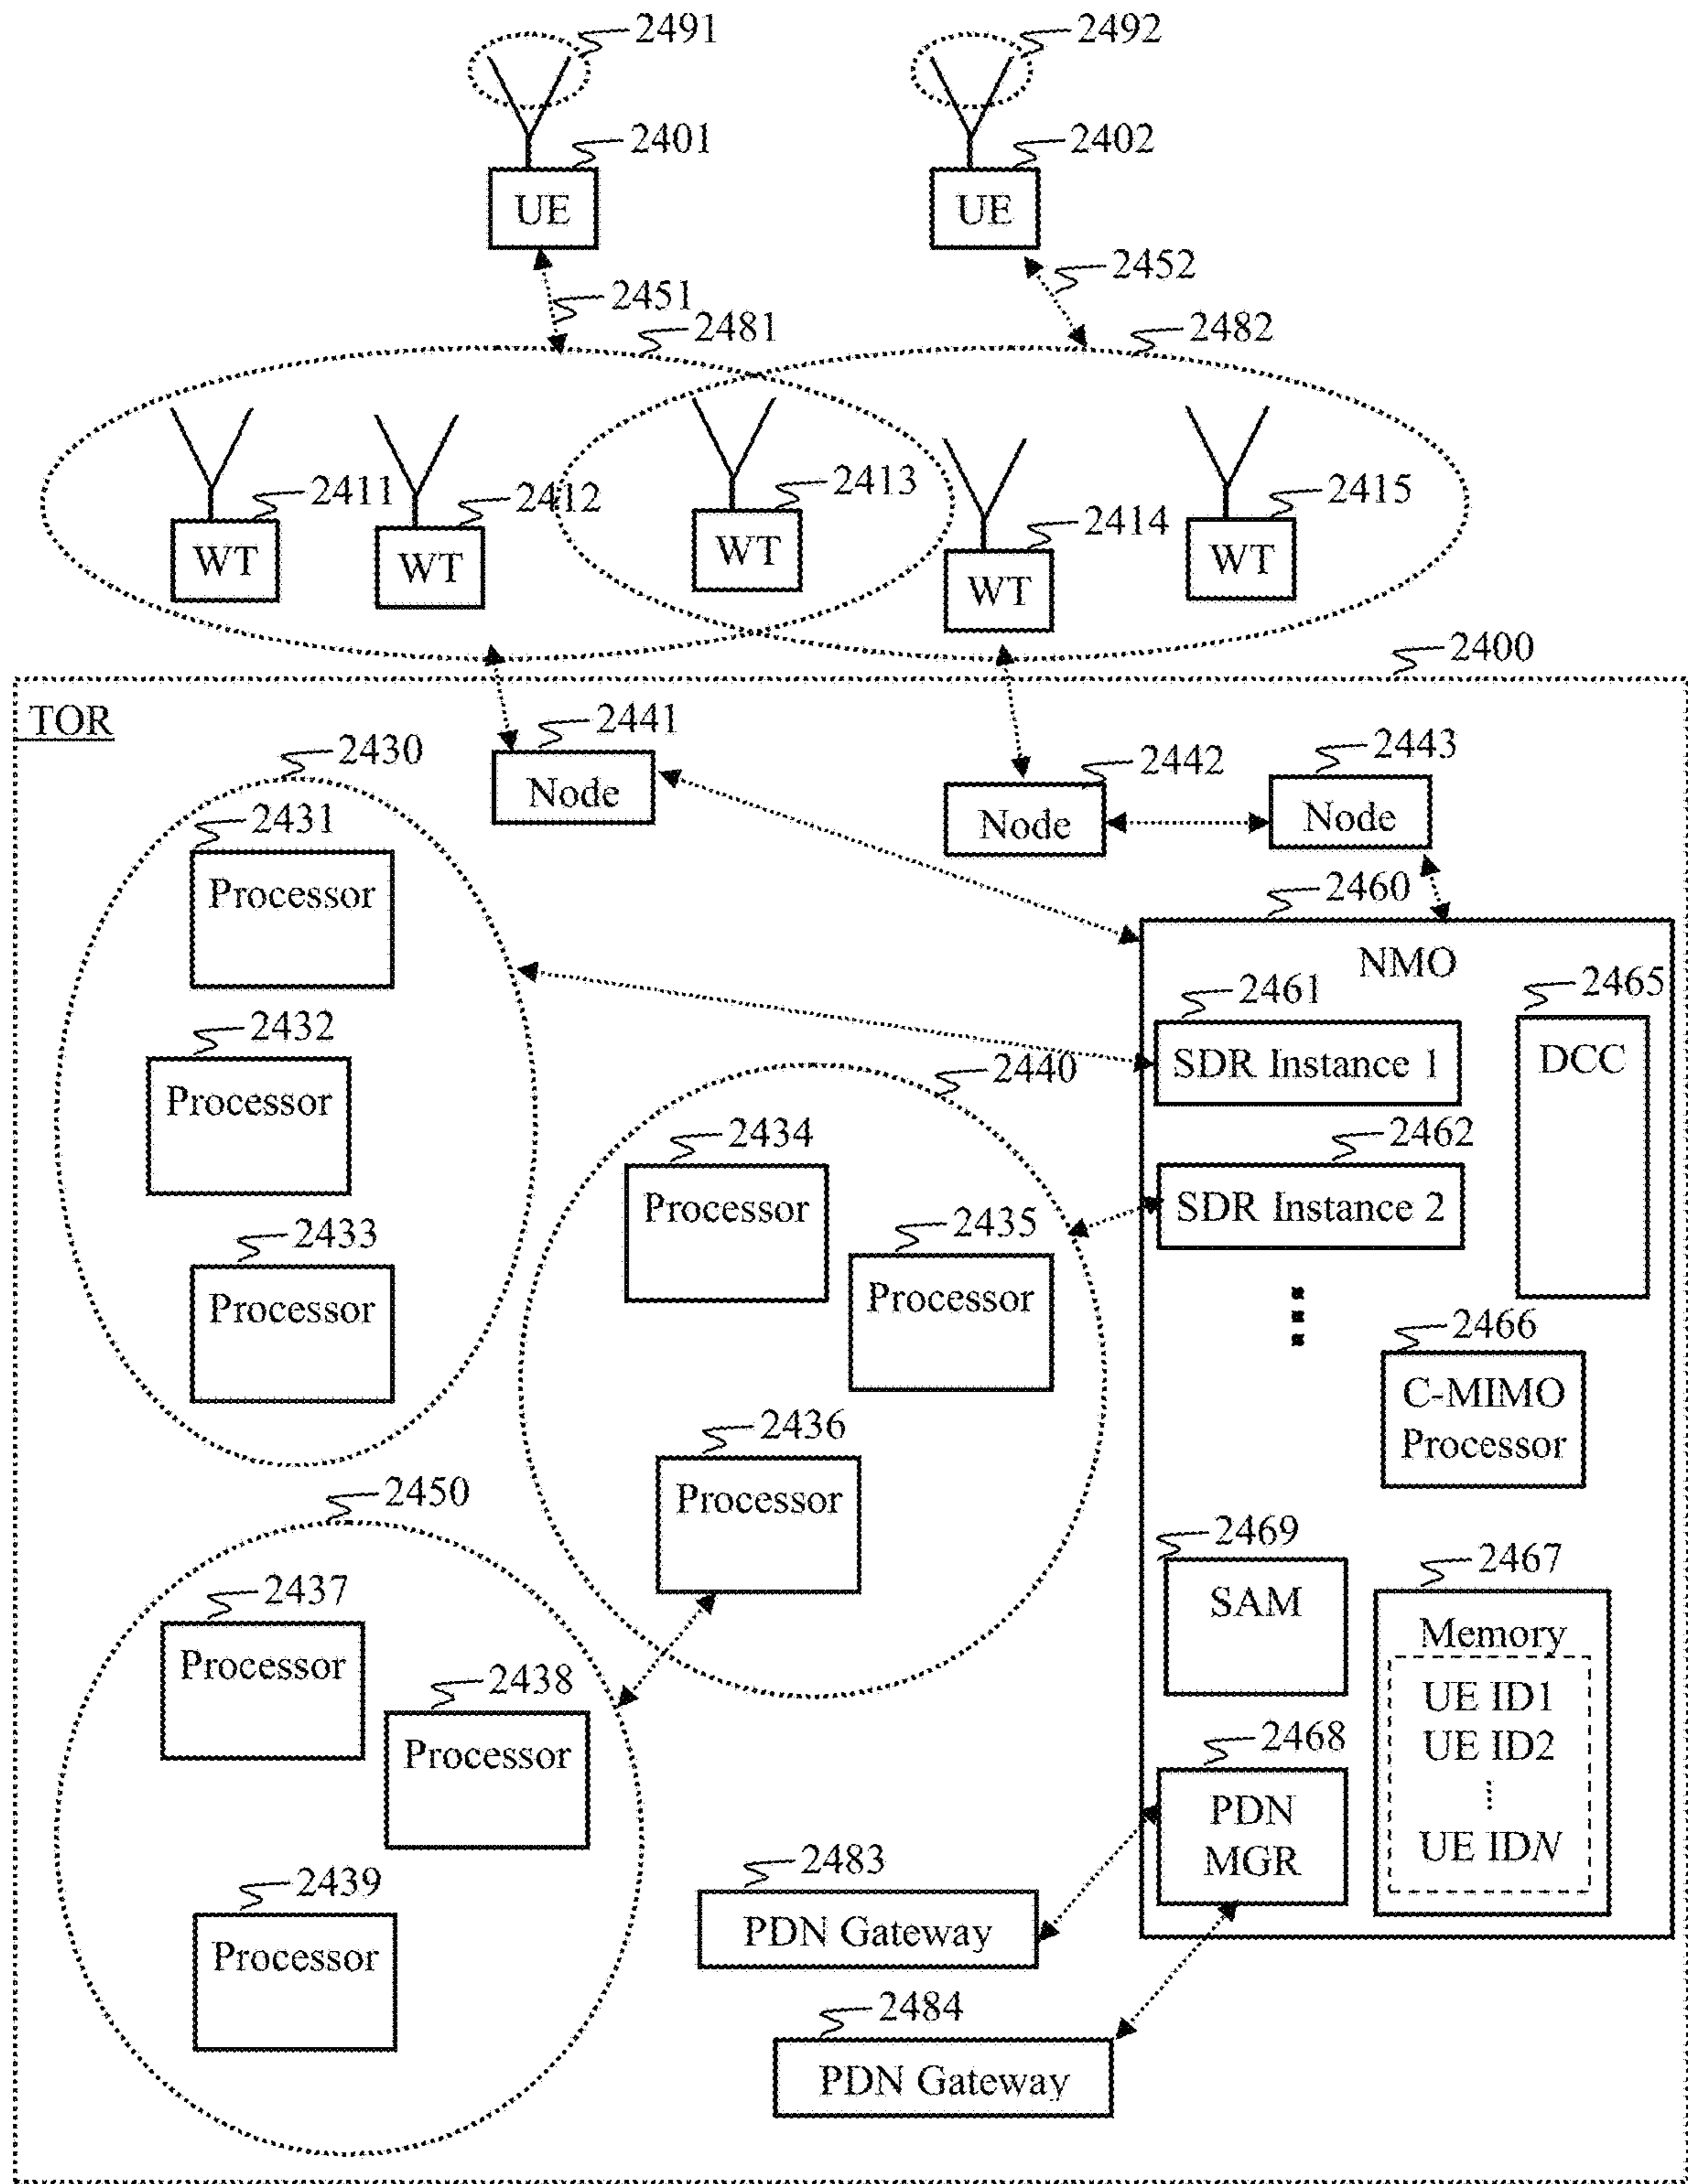 2491
2492
2401
2402
UE
UE
2451
2452
2481
2482
2411
2412
2413
2414
2415
WT
WT
WT
WT
WT
2400
TOR
2441
2442
2443
Node
Node
Node
2430
2431
Processor
2432
Processor
2433
Processor
2440
2434
Processor
2435
Processor
2436
Processor
2450
2437
Processor
2438
Processor
2439
Processor
2460
NMO
2461
SDR Instance 1
2462
SDR Instance 2
2465
DCC
2466
C-MIMO
Processor
2469
SAM
2467
Memory
UE ID1
UE ID2
UE IDN
2468
PDN
MGR
2483
PDN Gateway
2484
PDN Gateway